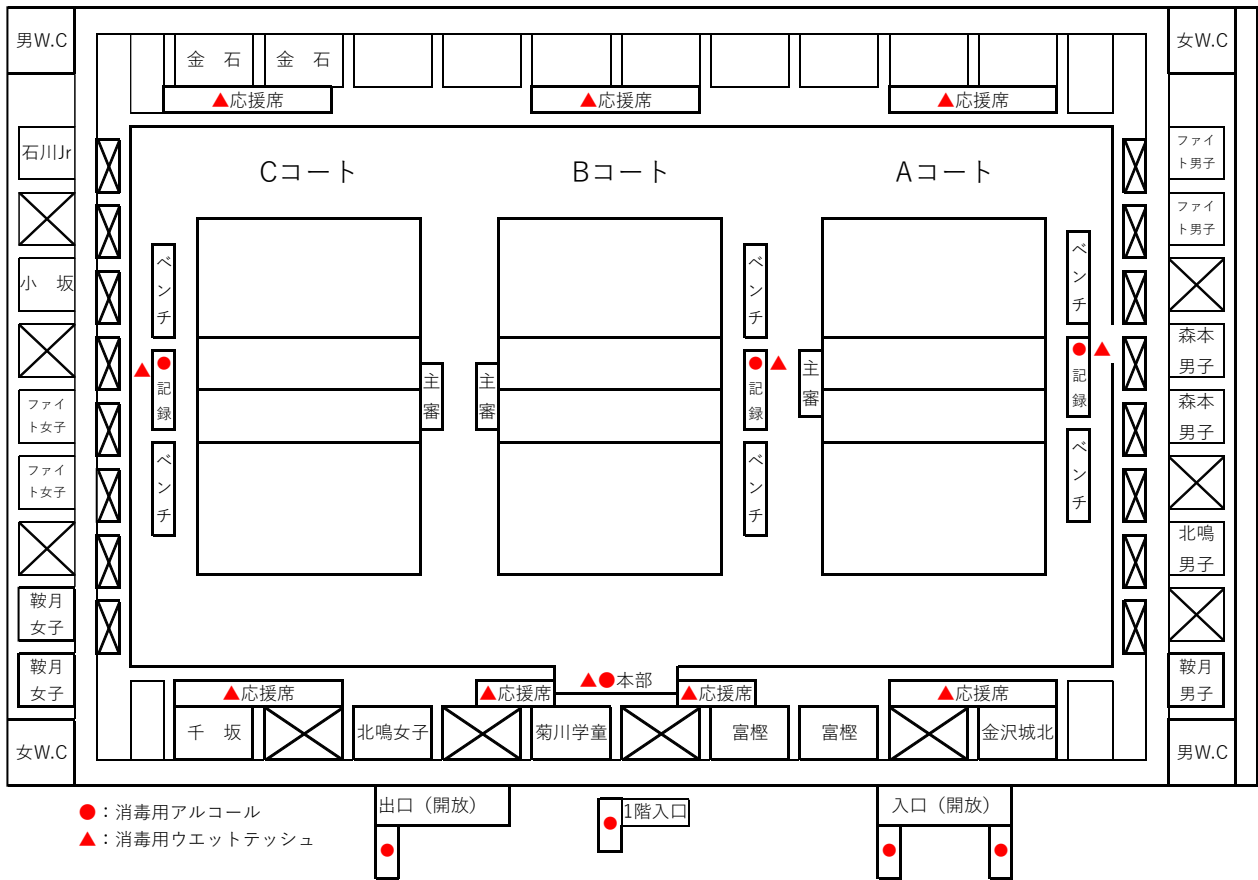 男W.C
女W.C
金　石
金　石
▲応援席
▲応援席
▲応援席
石川Jr
小　坂
ファイ
ト女子
ファイ
ト女子
鞍月
女子
鞍月
女子
女W.C
Cコート
Bコート
Aコート
ベンチ
●
記録
ベンチ
▲
主審
主審
ベンチ
●
記録
ベンチ
▲
主審
ベンチ
●
記録
ベンチ
▲
ファイ
ト男子
ファイ
ト男子
森本
男子
森本
男子
北鳴
男子
鞍月
男子
男W.C
▲●本部
▲応援席
▲応援席
▲応援席
▲応援席
千　坂
北鳴女子
菊川学童
富樫
富樫
金沢城北
出口（開放）
1階入口
入口（開放）
●：消毒用アルコール
▲：消毒用ウエットテッシュ